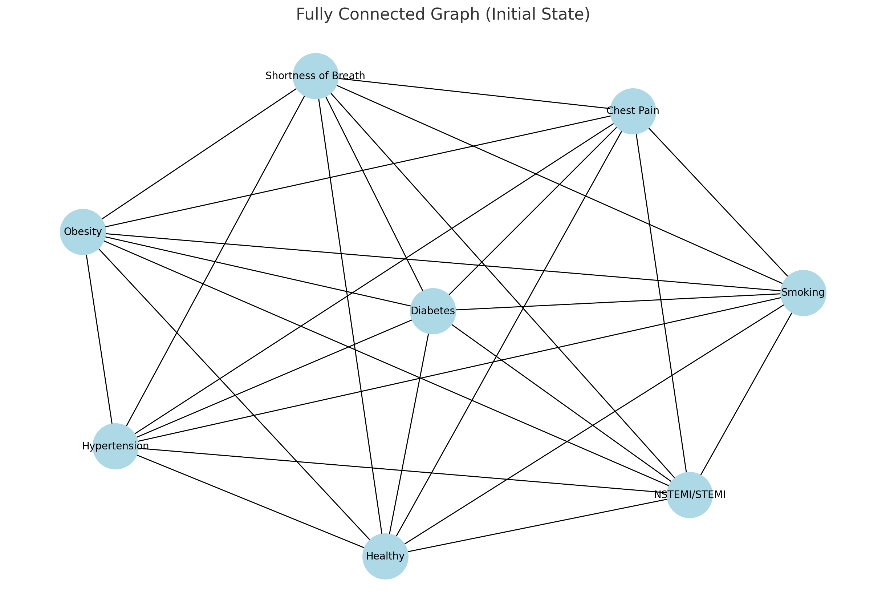 Fully Connected Graph (Initial State)
Shortness of Breath
Chest Pain
Obesity
Smoking
Diabetes
Hypertension
NSTEMI/STEMI
Healthy